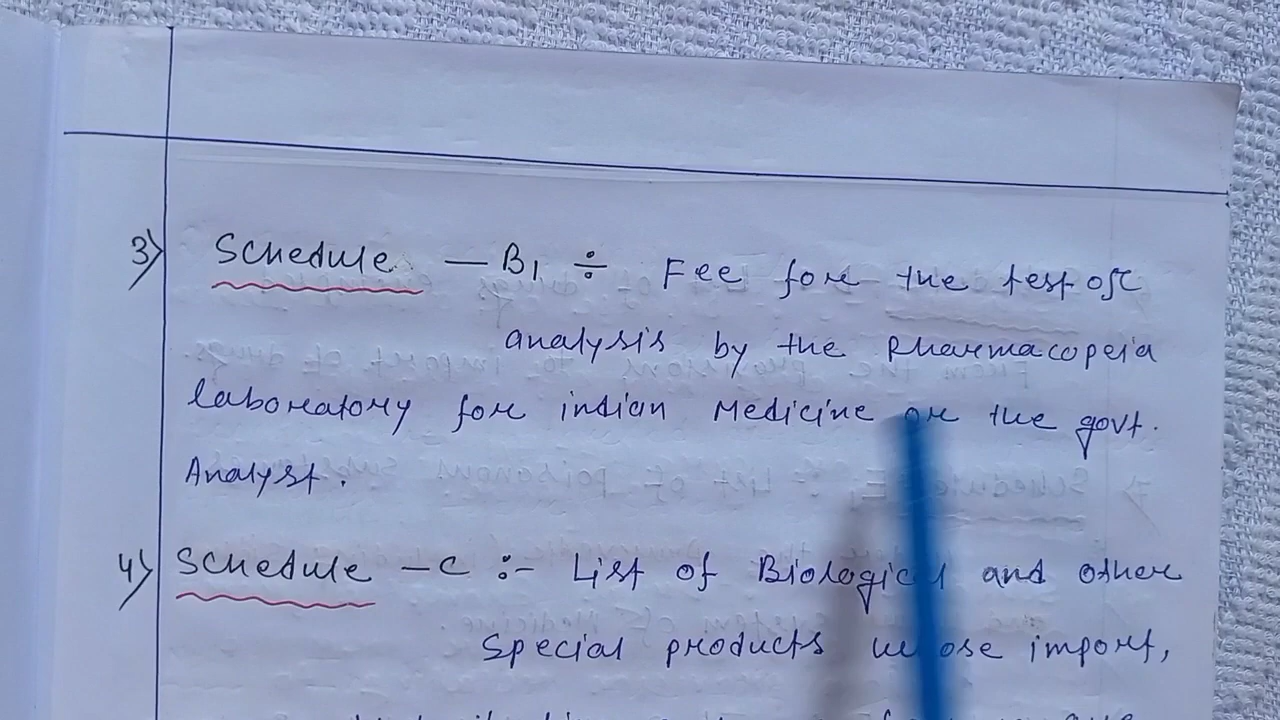 3) Schedule - B1 ÷ Fee for the test or
analysis by the Pharmacopeia
laboratory for indian Medicine or the govt.
Analyst.
4) Schedule - C :- List of Biological and other
Special products whose import,